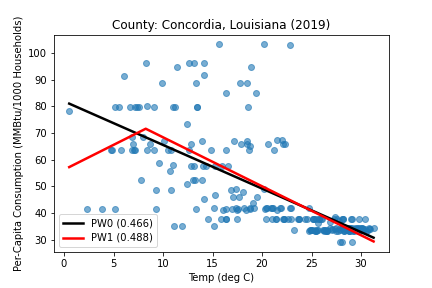 County: Concordia, Louisiana (2019)
Per-Capita Consumption (MMBtu/1000 Households)
100
90
80
70
60
50
40
30
PW0 (0.466)
PW1 (0.488)
0 5 10 15 20 25 30
Temp (deg C)